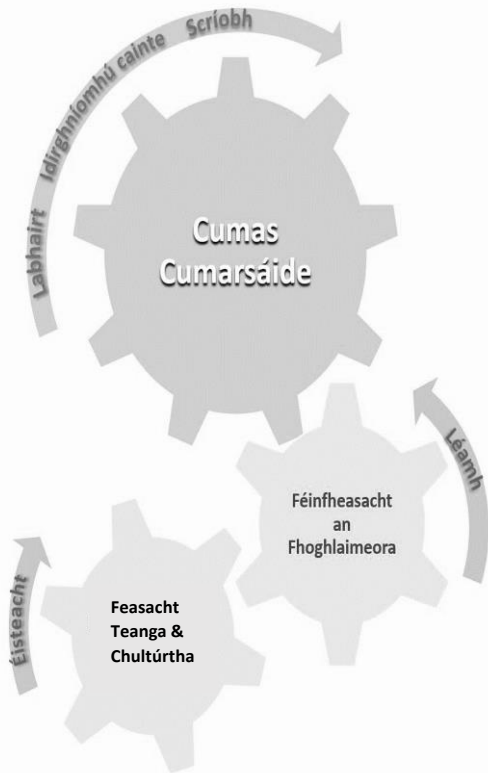 Labhairt Idirghníomhú cainte Scríobh
Cumas
Cumarsáide
Léamh
Féinfheasacht
an
Fhoghlaimeora
Éisteacht
Feasacht
Teanga &
Chultúrtha